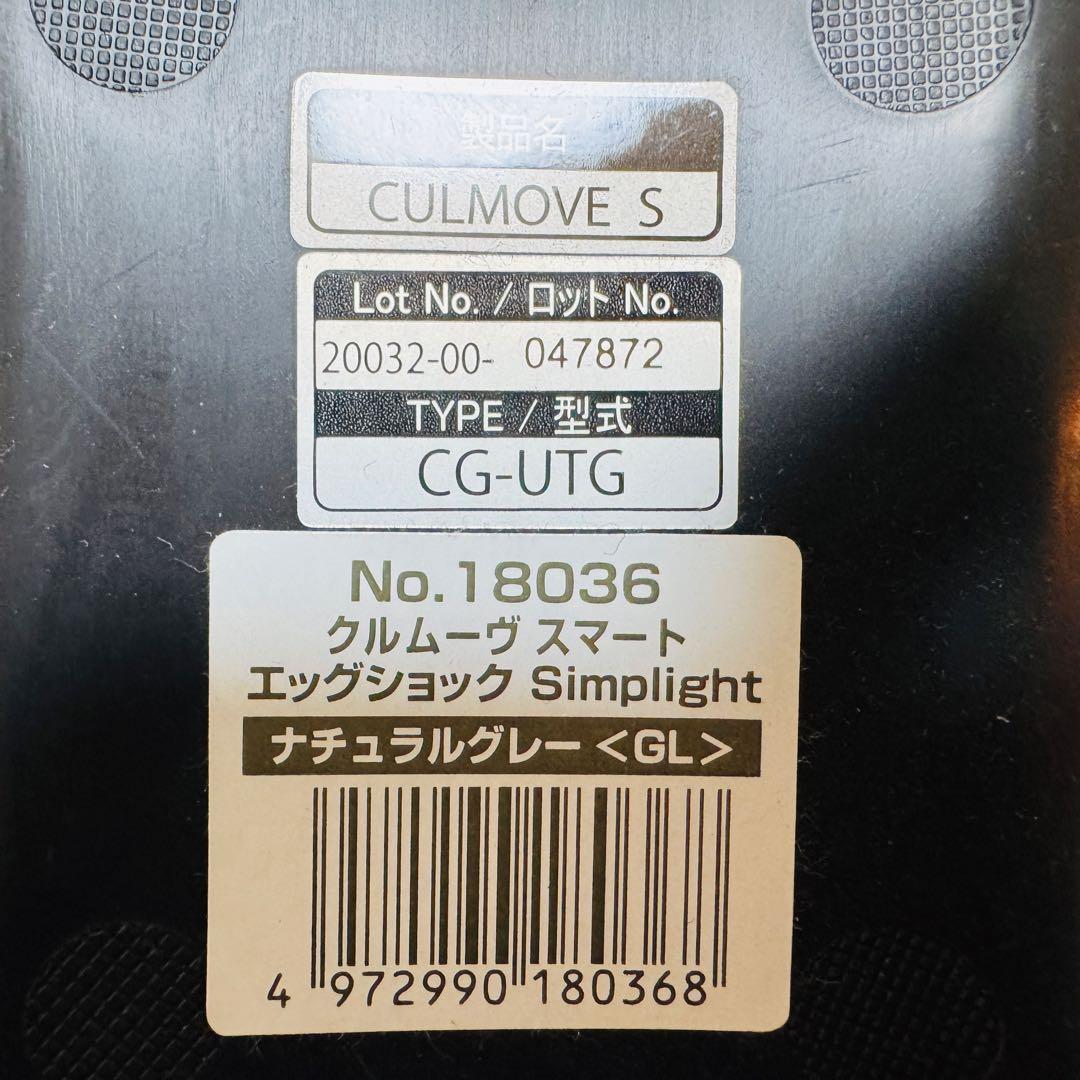 製品名
CULMOVE S
Lot No. / ロット No.
20032-00- 047872
TYPE / 型式
CG-UTG
No.18036
クルムーヴ スマート
エッグショック Simplight
ナチュラルグレー <GL>
4 972990 180368